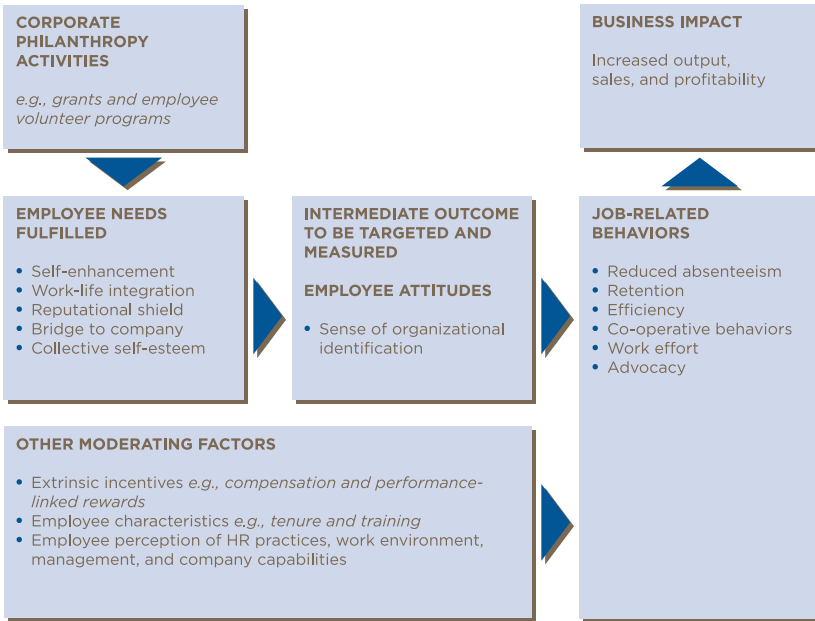 CORPORATE
PHILANTHROPY
ACTIVITIES
e.g., grants and employee
volunteer programs
BUSINESS IMPACT
Increased output,
sales, and profitability
EMPLOYEE NEEDS
FULFILLED
• Self-enhancement
• Work-life integration
• Reputational shield
• Bridge to company
• Collective self-esteem
INTERMEDIATE OUTCOME
TO BE TARGETED AND
MEASURED
EMPLOYEE ATTITUDES
• Sense of organizational
identification
JOB-RELATED
BEHAVIORS
• Reduced absenteeism
• Retention
• Efficiency
• Co-operative behaviors
• Work effort
• Advocacy
OTHER MODERATING FACTORS
• Extrinsic incentives e.g., compensation and performance-
linked rewards
• Employee characteristics e.g., tenure and training
• Employee perception of HR practices, work environment,
management, and company capabilities